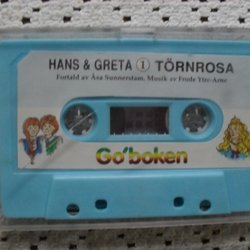 HANS & GRETA 1 TÖRNROSA
Fortald av Åsa Sunnerstam. Musik av Frode Ytre-Arne
Go'boken